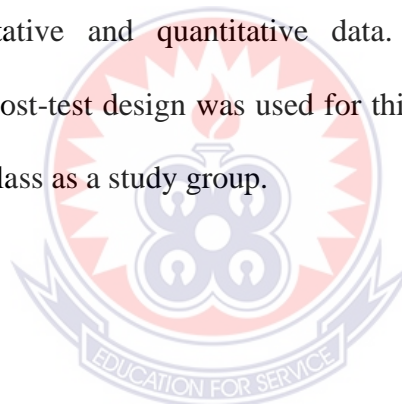 tative and quantitative data.
ost-test design was used for thi
lass as a study group.
EDUCATION FOR SERVICE